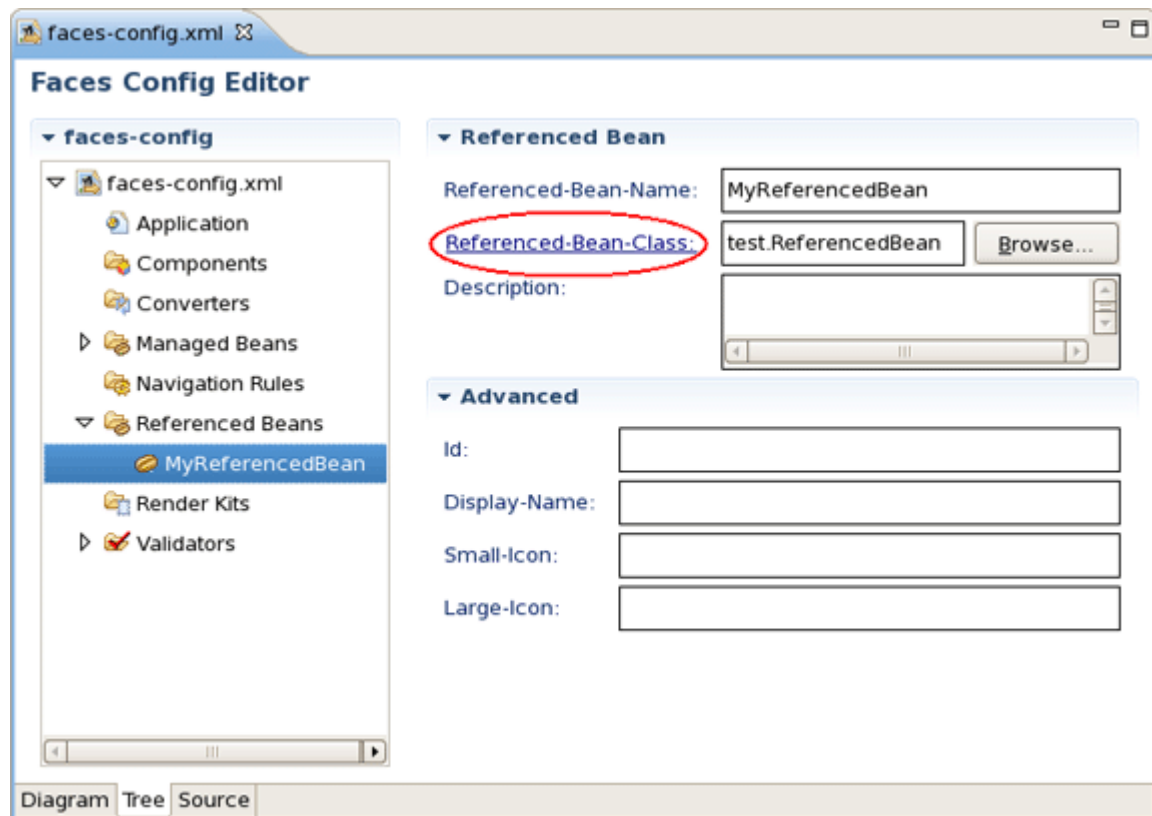 faces-config.xml
Faces Config Editor
faces-config
faces-config.xml
Application
Components
Converters
Managed Beans
Navigation Rules
Referenced Beans
MyReferencedBean
Render Kits
Validators
Referenced Bean
Referenced-Bean-Name: MyReferencedBean
Referenced-Bean-Class: test.ReferencedBean Browse...
Description:
Advanced
Id:
Display-Name:
Small-Icon:
Large-Icon:
Diagram Tree Source